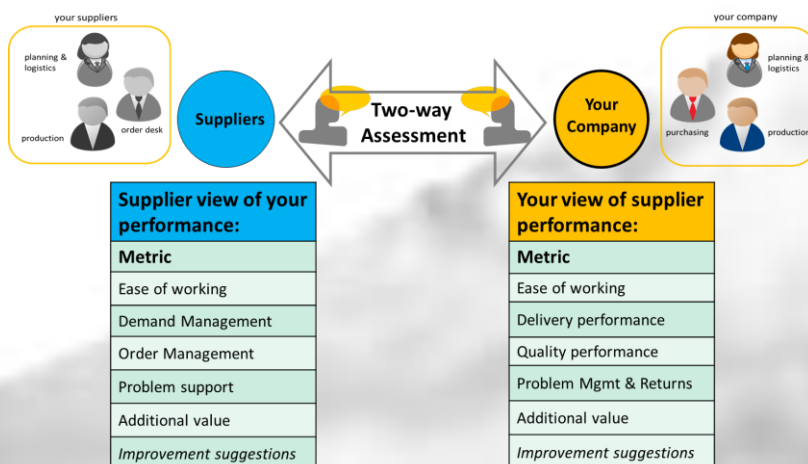 your suppliers
your company
planning &
logistics
order desk
production
Suppliers
Two-way
Assessment
Your
Company
planning &
logistics
purchasing
production
Supplier view of your
performance:
Metric
Ease of working
Demand Management
Order Management
Problem support
Additional value
Improvement suggestions
Your view of supplier
performance:
Metric
Ease of working
Delivery performance
Quality performance
Problem Mgmt & Returns
Additional value
Improvement suggestions